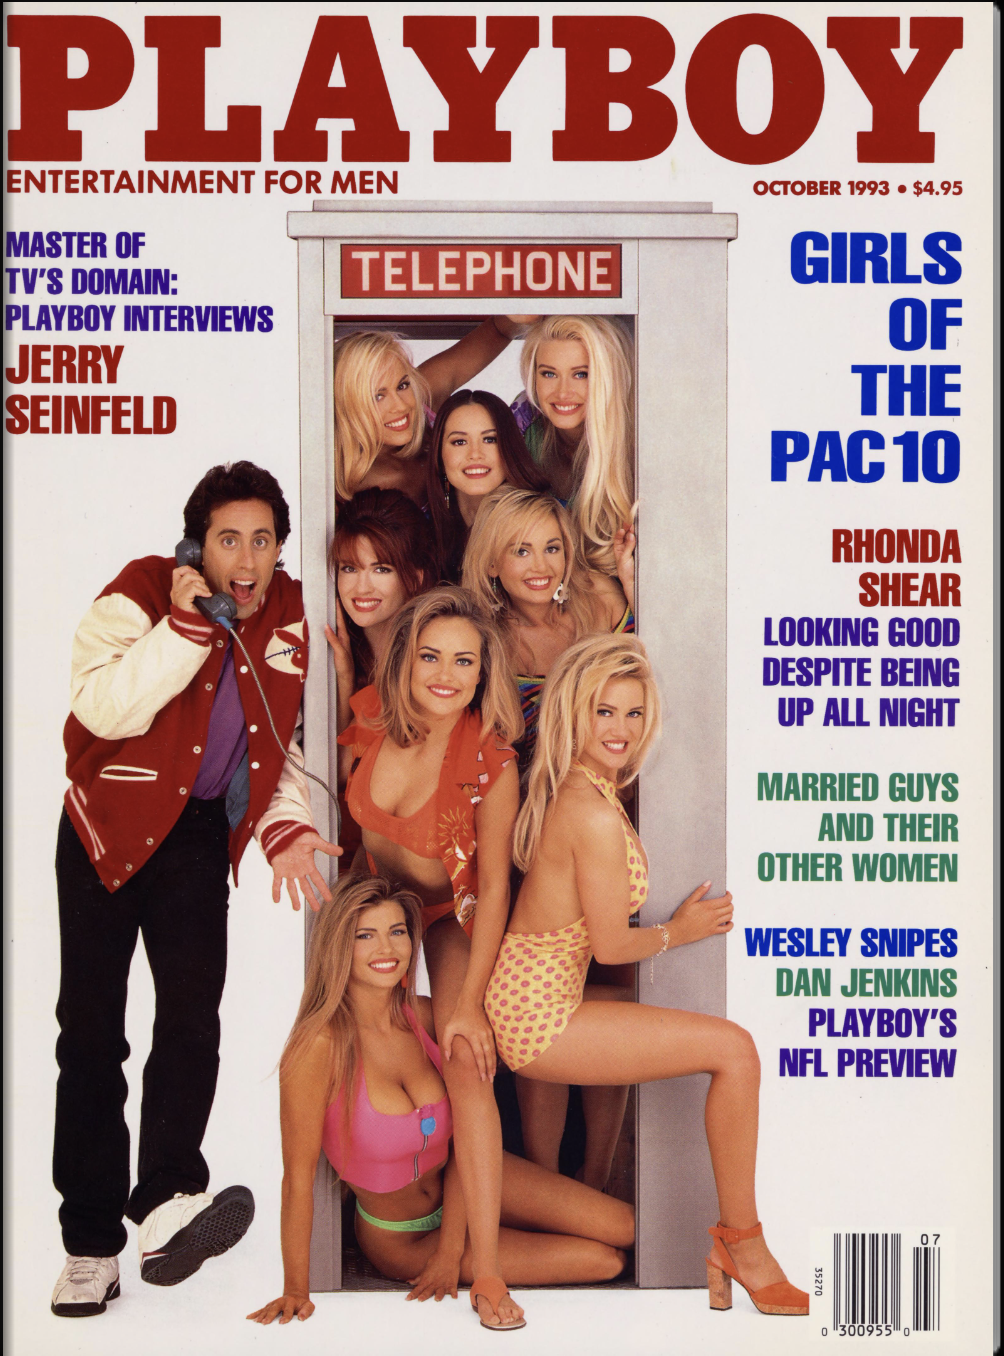 PLAYBOY
ENTERTAINMENT FOR MEN
OCTOBER 1993 • $4.95
MASTER OF
TV'S DOMAIN:
PLAYBOY INTERVIEWS
JERRY
SEINFELD
TELEPHONE
GIRLS
OF
THE
PAC 10
RHONDA
SHEAR
LOOKING GOOD
DESPITE BEING
UP ALL NIGHT
MARRIED GUYS
AND THEIR
OTHER WOMEN
WESLEY SNIPES
DAN JENKINS
PLAYBOY'S
NFL PREVIEW
07
35270
0 300955 0